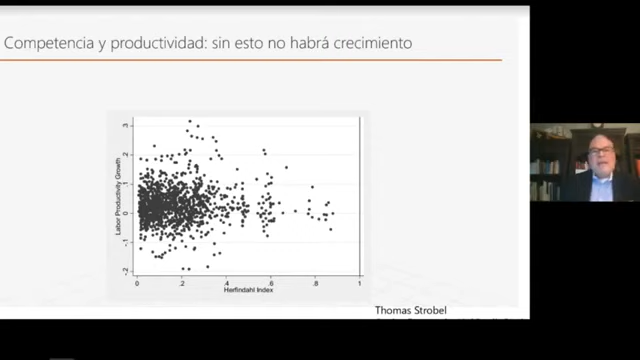 Competencia y productividad: sin esto no habrá crecimiento
.3
.2
.1
0
-.1
-.2
Labor Productivity Growth
0 .2 .4 .6 .8 1
Herfindahl Index
Thomas Strobel